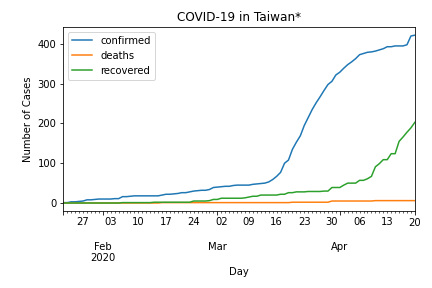 COVID-19 in Taiwan*
confirmed
deaths
recovered
Number of Cases
400
300
200
100
0
27 03 10 17 24 02 09 16 23 30 06 13 20
Feb Mar Apr
2020
Day